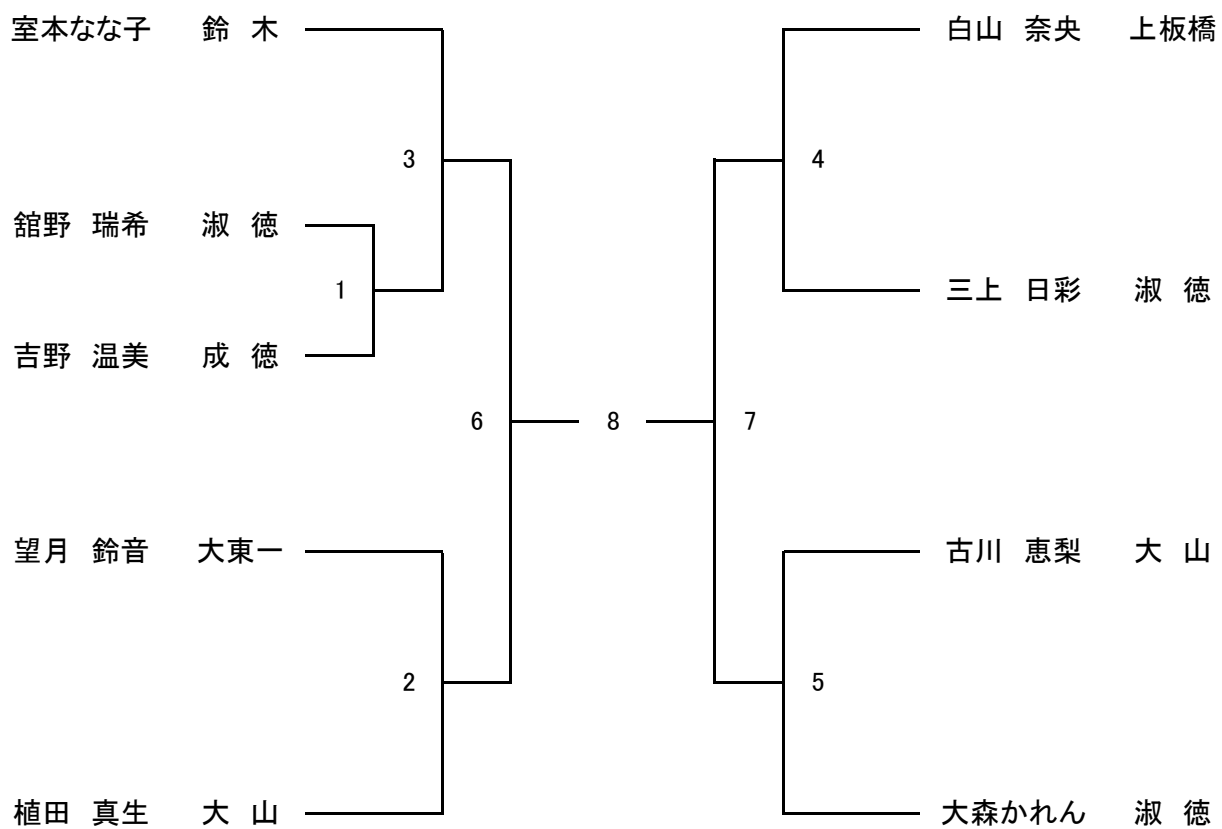 室本なな子 鈴 木
白山 奈央 上板橋
3
4
舘野 瑞希 淑 徳
1
三上 日彩 淑 徳
吉野 温美 成 徳
6
8
7
望月 鈴音 大東一
古川 恵梨 大 山
2
5
植田 真生 大 山
大森かれん 淑 徳